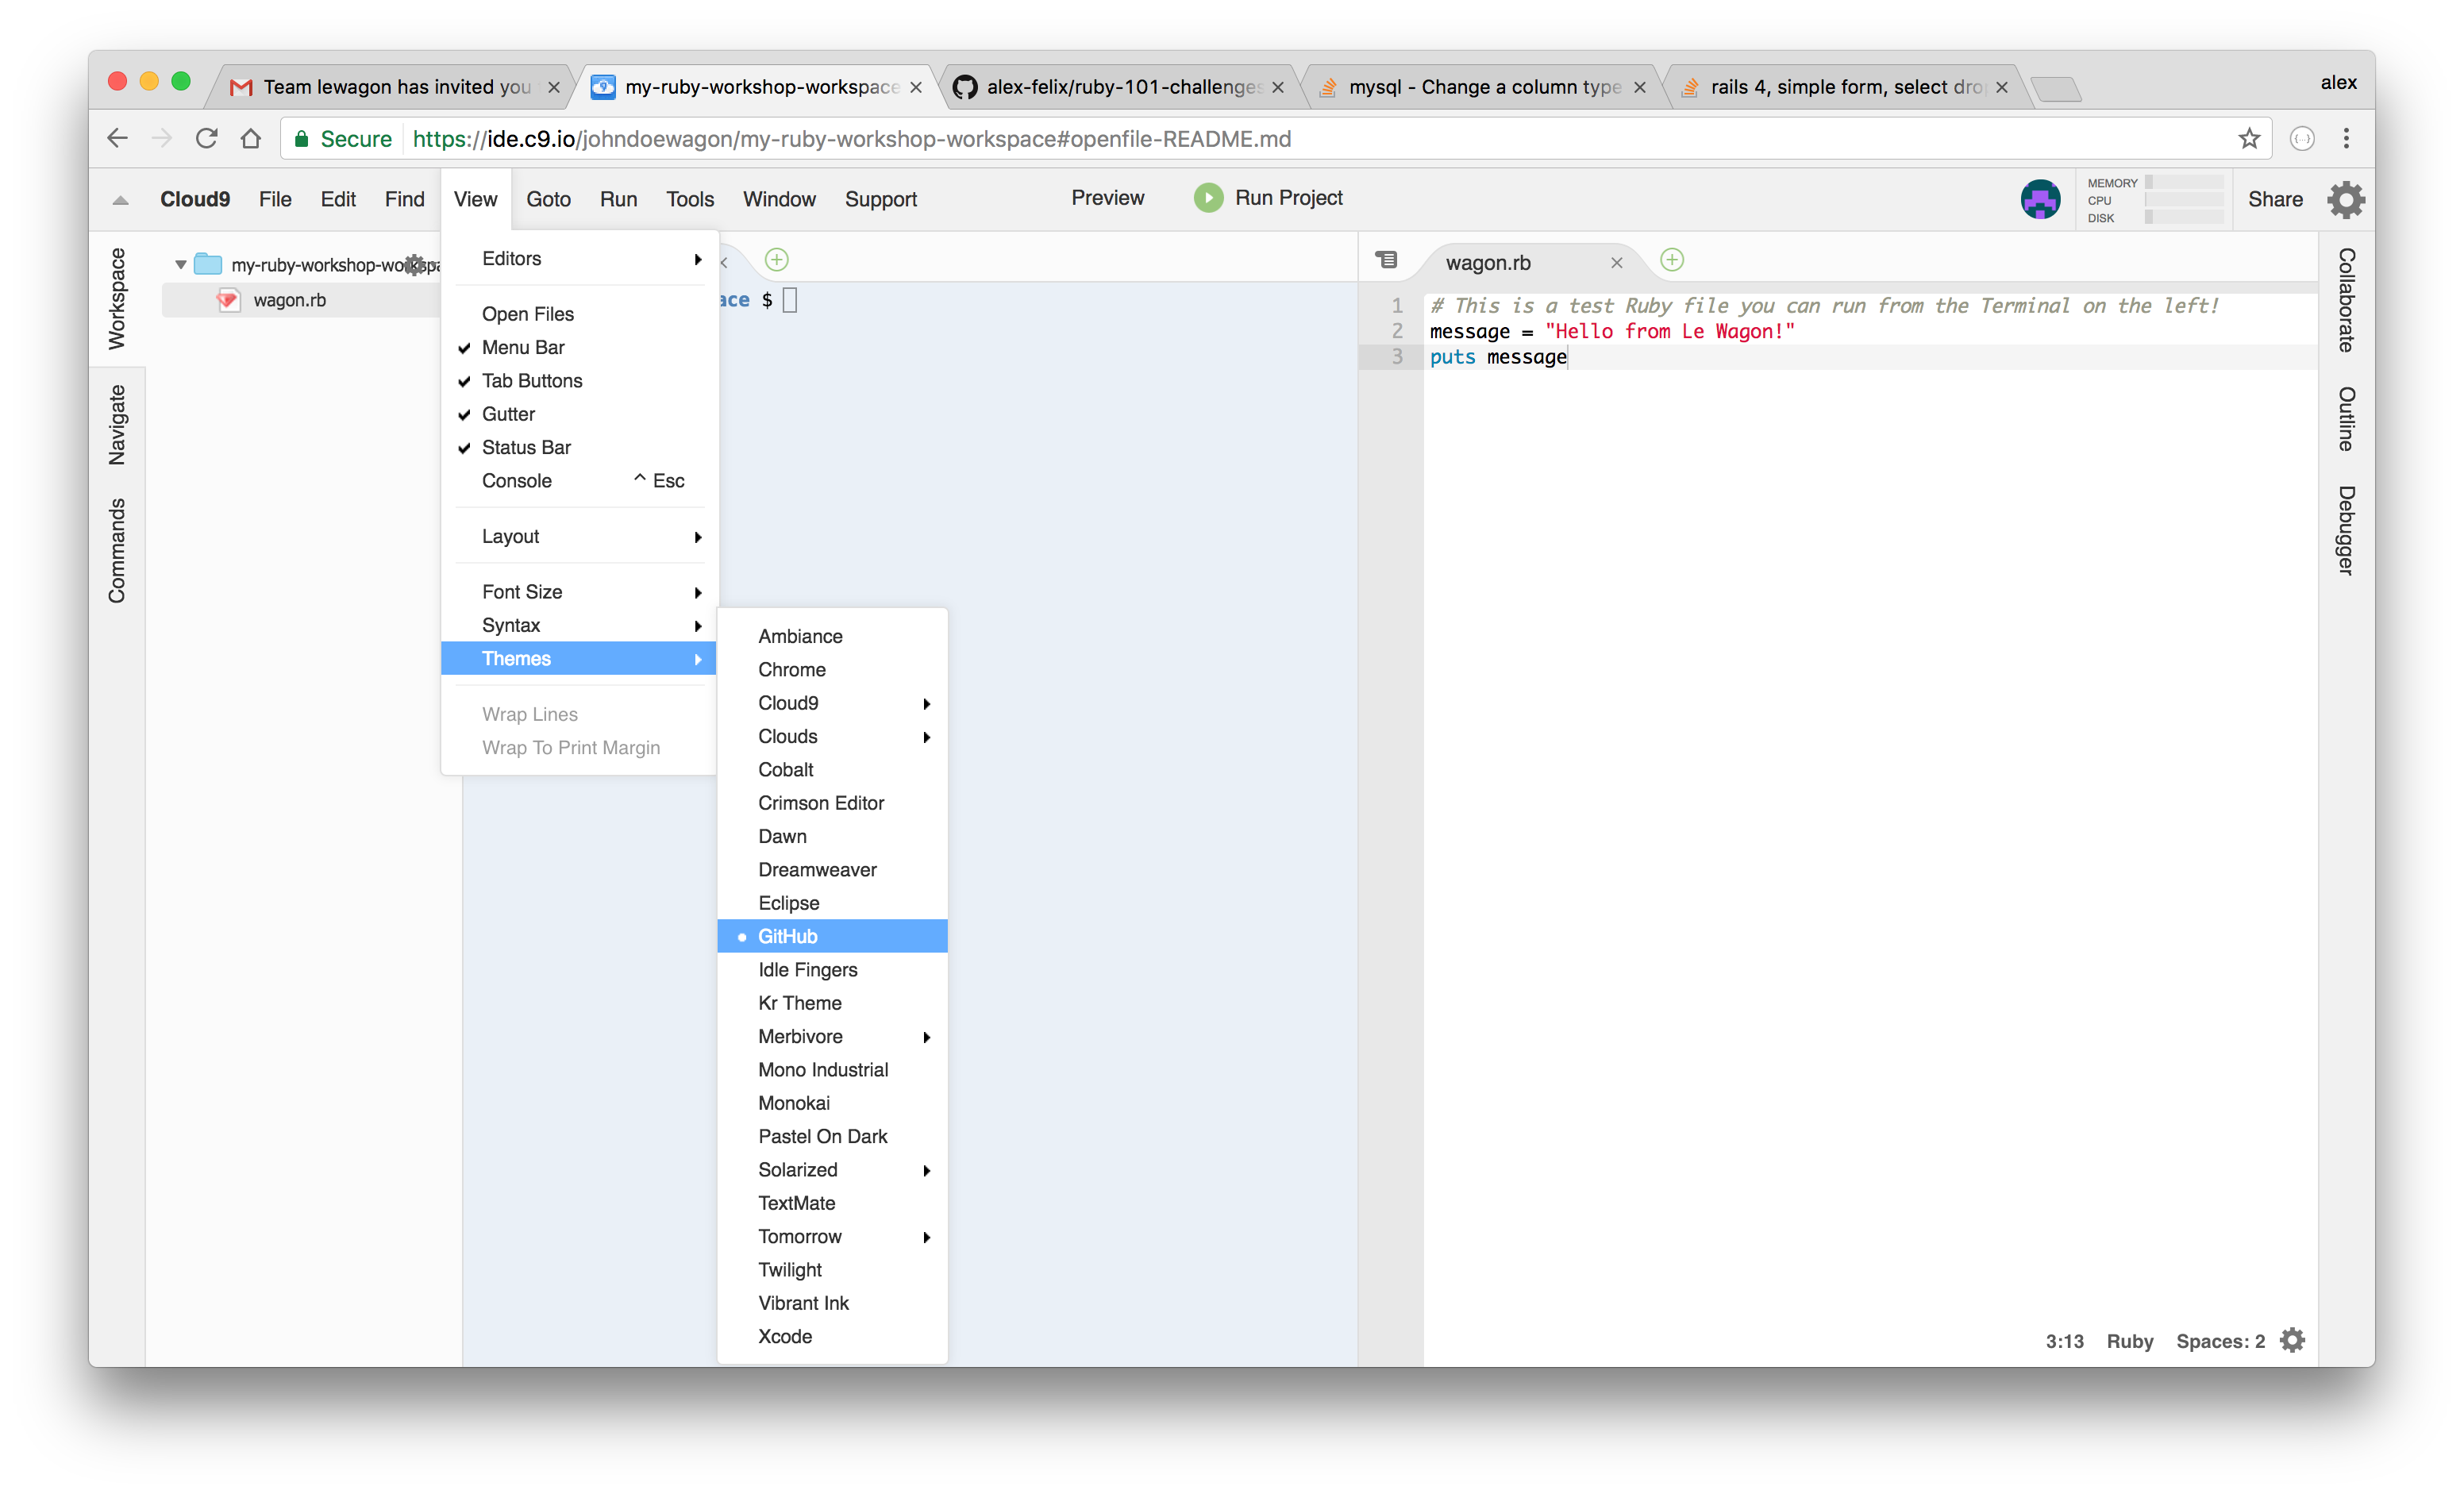 Team lewagon has invited you
my-ruby-workshop-workspace
alex-felix/ruby-101-challenges
mysql - Change a column type
rails 4, simple form, select dro
alex
Secure
https://ide.c9.io/johndoewagon/my-ruby-workshop-workspace#openfile-README.md
Cloud9 File Edit Find View Goto Run Tools Window Support
Preview
Run Project
MEMORY
CPU
DISK
Share
Workspace
Navigate
Commands
my-ruby-workshop-workspa
wagon.rb
Editors
Open Files
Menu Bar
Tab Buttons
Gutter
Status Bar
Console ^ Esc
Layout
Font Size
Syntax
Themes
Wrap Lines
Wrap To Print Margin
Ambiance
Chrome
Cloud9
Clouds
Cobalt
Crimson Editor
Dawn
Dreamweaver
Eclipse
GitHub
Idle Fingers
Kr Theme
Merbivore
Mono Industrial
Monokai
Pastel On Dark
Solarized
TextMate
Tomorrow
Twilight
Vibrant Ink
Xcode
ace $
wagon.rb
1 # This is a test Ruby file you can run from the Terminal on the left!
2 message = "Hello from Le Wagon!"
3 puts message
Collaborate
Outline
Debugger
3:13 Ruby Spaces: 2